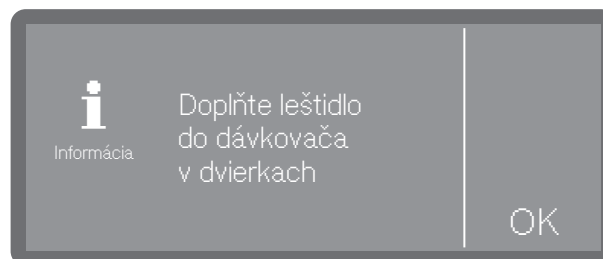 i
Informácia
Doplňte leštidlo
do dávkovača
v dvierkach
OK